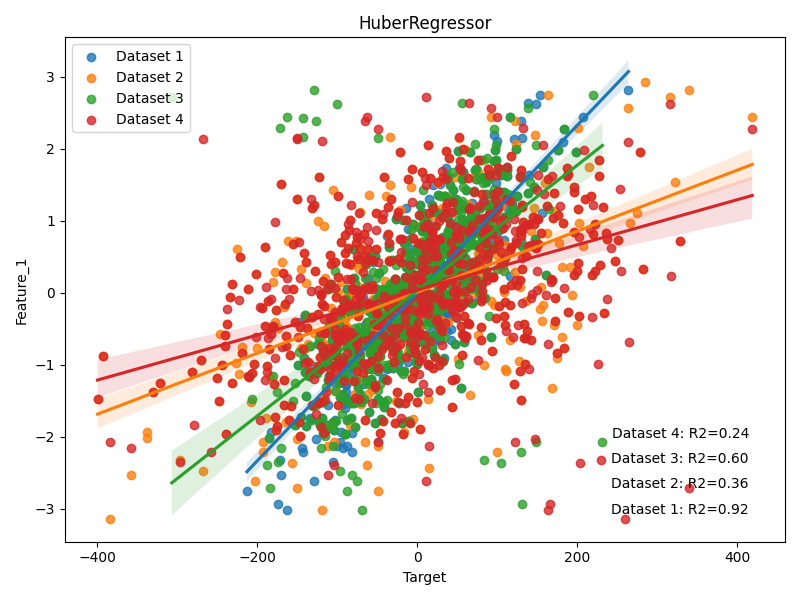 HuberRegressor
Dataset 1
Dataset 2
Dataset 3
Dataset 4
3
2
1
0
−1
−2
−3
Feature_1
Dataset 4: R2=0.24
Dataset 3: R2=0.60
Dataset 2: R2=0.36
Dataset 1: R2=0.92
−400
−200
0
200
400
Target